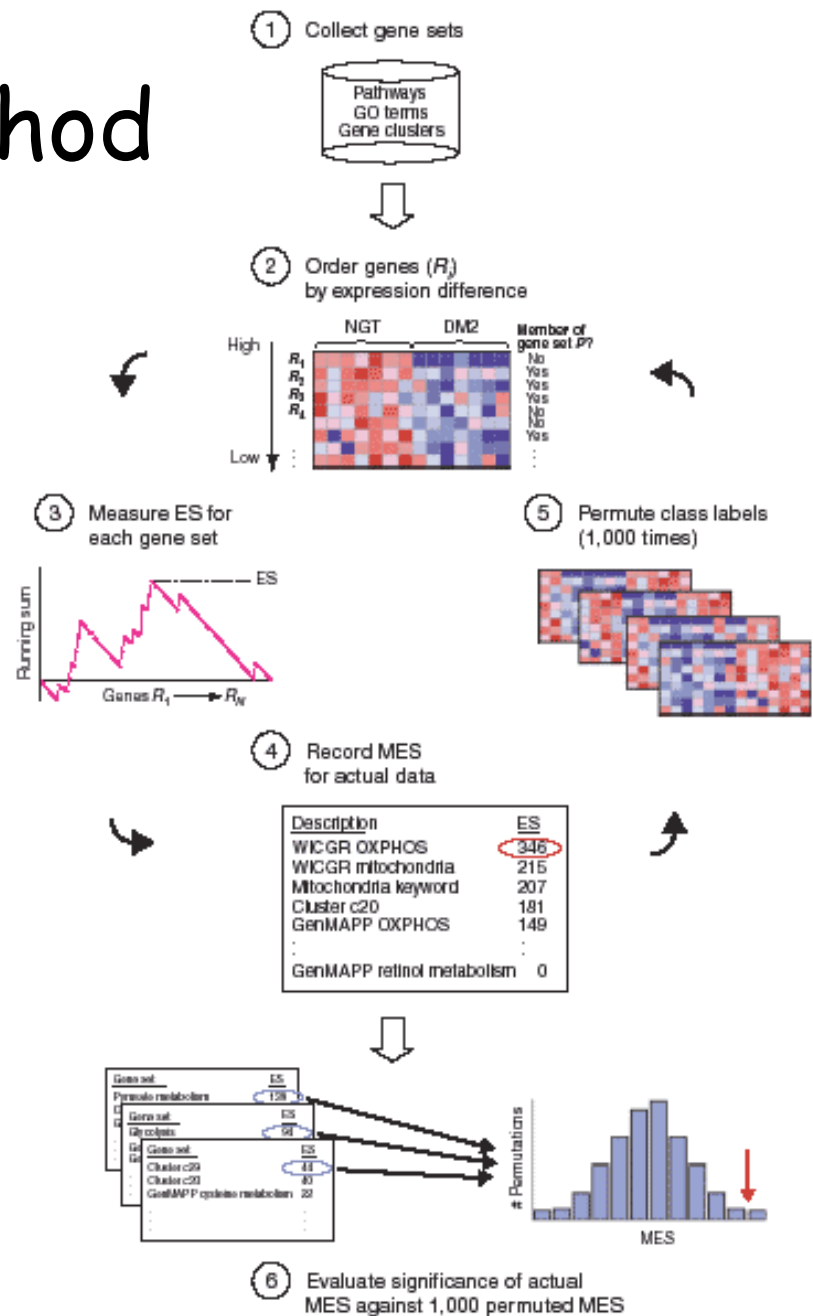 hod
1 Collect gene sets
Pathways
GO terms
Gene clusters
2 Order genes (Ri)
by expression difference
NGT DM2
Member of
gene set P?
High
R1 No
R2 Yes
R3 Yes
R4 Yes
No
No
Yes
Low
3 Measure ES for
each gene set
ES
Running sum
Genes R1 RN
5 Permute class labels
(1,000 times)
4 Record MES
for actual data
Description ES
WICGR OXPHOS 346
WICGR mitochondria 215
Mitochondria keyword 207
Cluster c20 181
GenMAPP OXPHOS 149
GenMAPP retinol metabolism 0
Gene set ES
Pyruvate metabolism
Gene set ES
Glycolysis
Gene set ES
Cluster c29 44
Cluster c23 40
GenMAPP cysteine metabolism 22
# Permutations
MES
6 Evaluate significance of actual
MES against 1,000 permuted MES